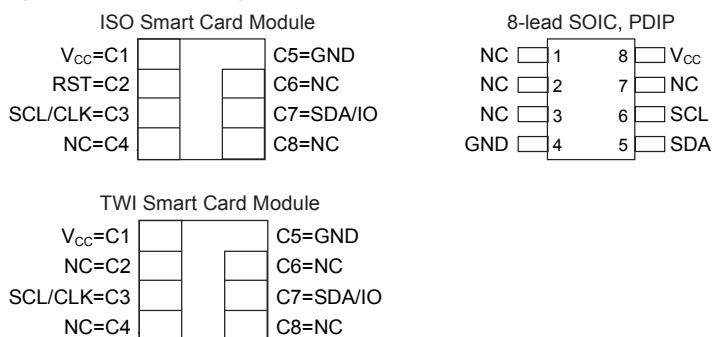 ISO Smart Card Module
VCC=C1 C5=GND
RST=C2 C6=NC
SCL/CLK=C3 C7=SDA/IO
NC=C4 C8=NC
8-lead SOIC, PDIP
NC 1 8 VCC
NC 2 7 NC
NC 3 6 SCL
GND 4 5 SDA
TWI Smart Card Module
VCC=C1 C5=GND
NC=C2 C6=NC
SCL/CLK=C3 C7=SDA/IO
NC=C4 C8=NC